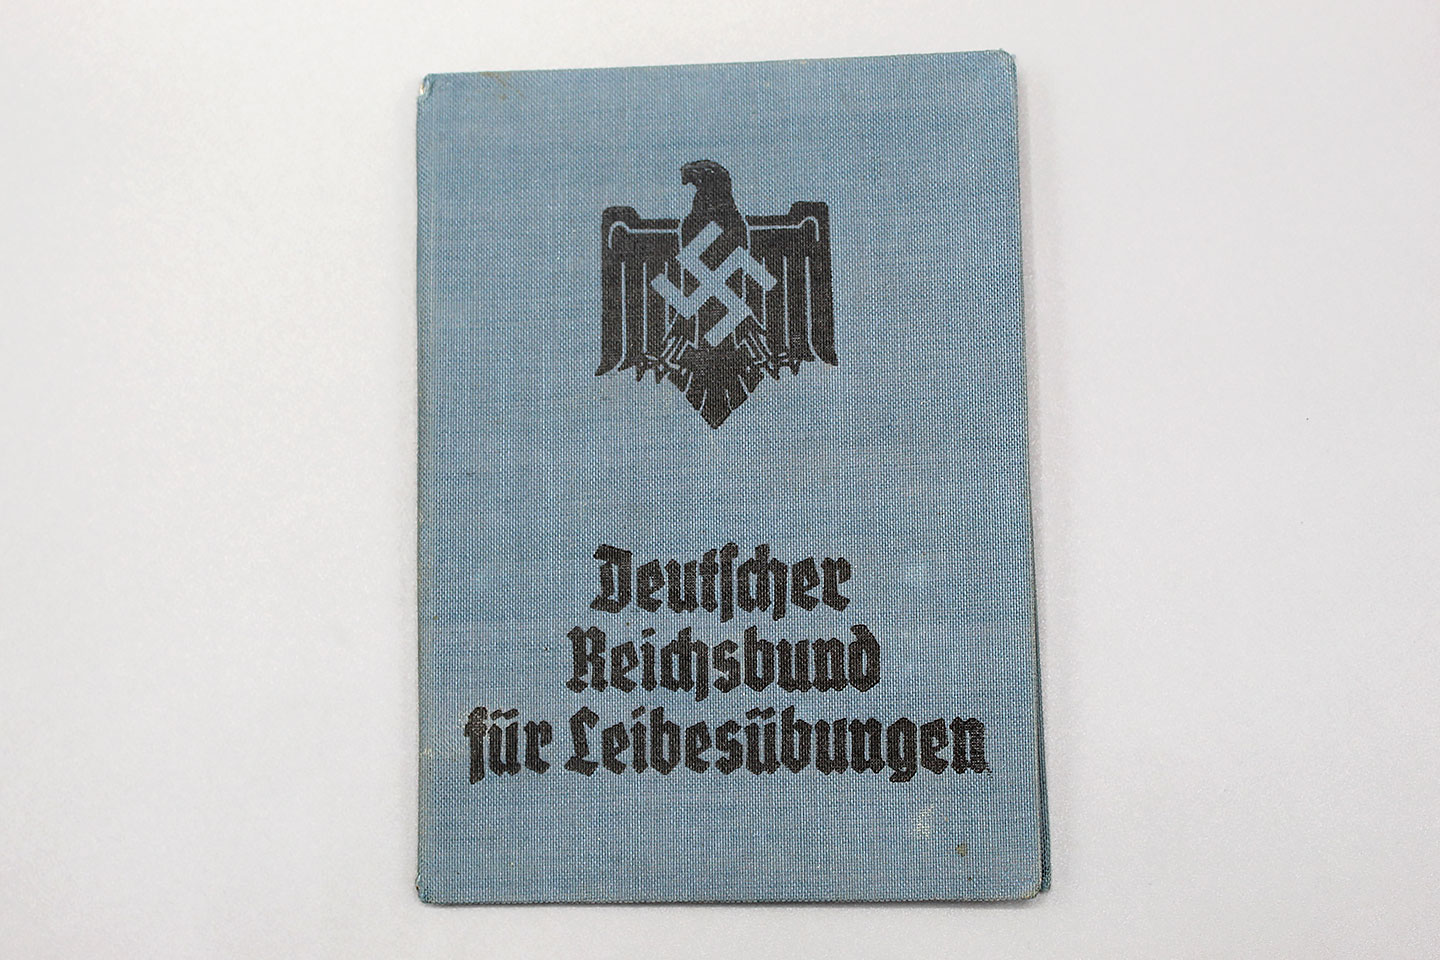 Deutscher
Reichsbund
für Leibesübungen